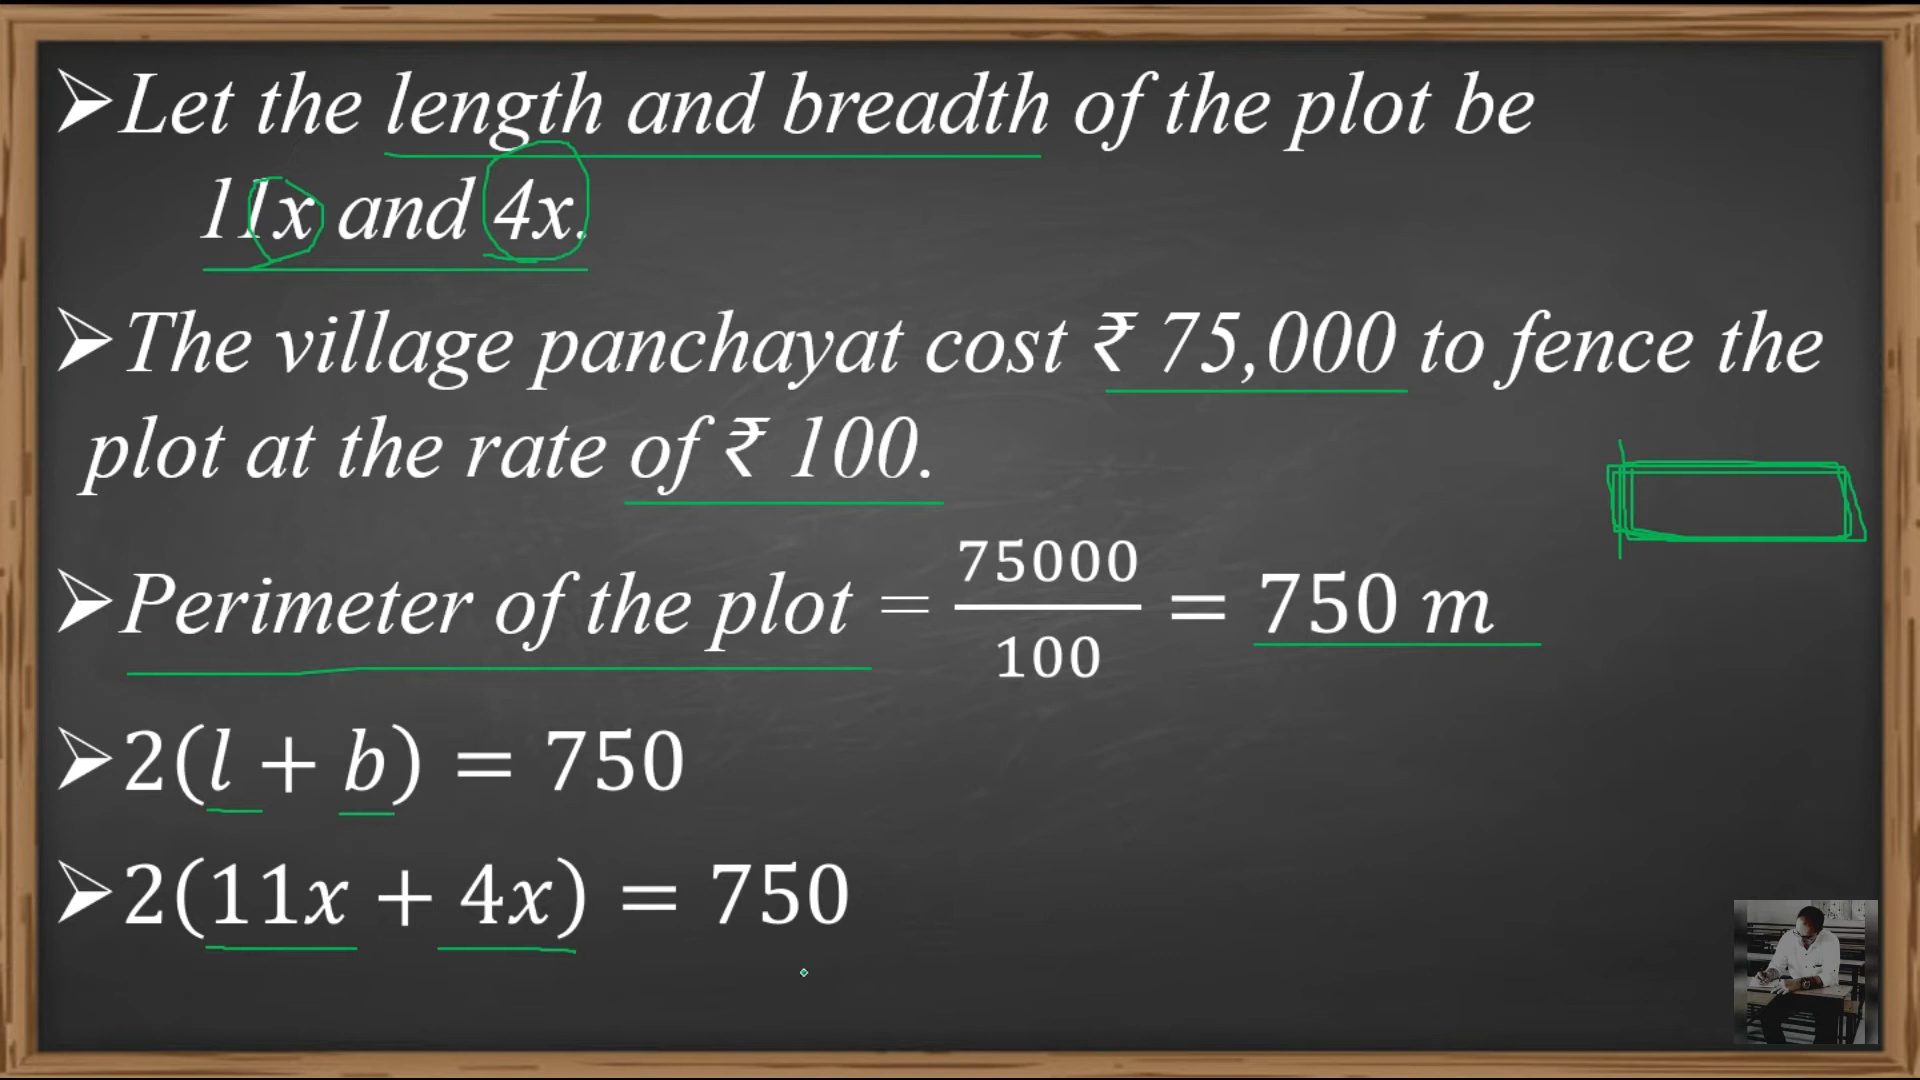 ➤Let the length and breadth of the plot be
11x and 4x.
➤The village panchayat cost ₹ 75,000 to fence the
plot at the rate of ₹ 100.
➤Perimeter of the plot = 75000/100 = 750 m
➤2(l + b) = 750
➤2(11x + 4x) = 750